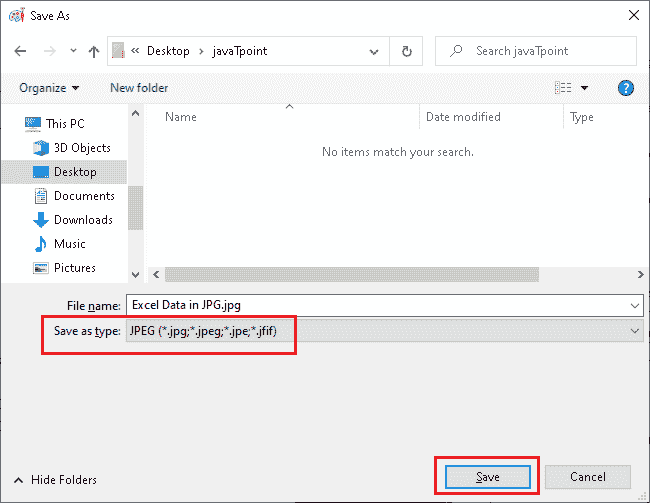 Save As
« Desktop › javaTpoint
Search javaTpoint
Organize New folder
Name Date modified Type
No items match your search.
This PC
3D Objects
Desktop
Documents
Downloads
Music
Pictures
File name: Excel Data in JPG.jpg
Save as type: JPEG (*.jpg;*.jpeg;*.jpe;*.jfif)
Hide Folders Save Cancel